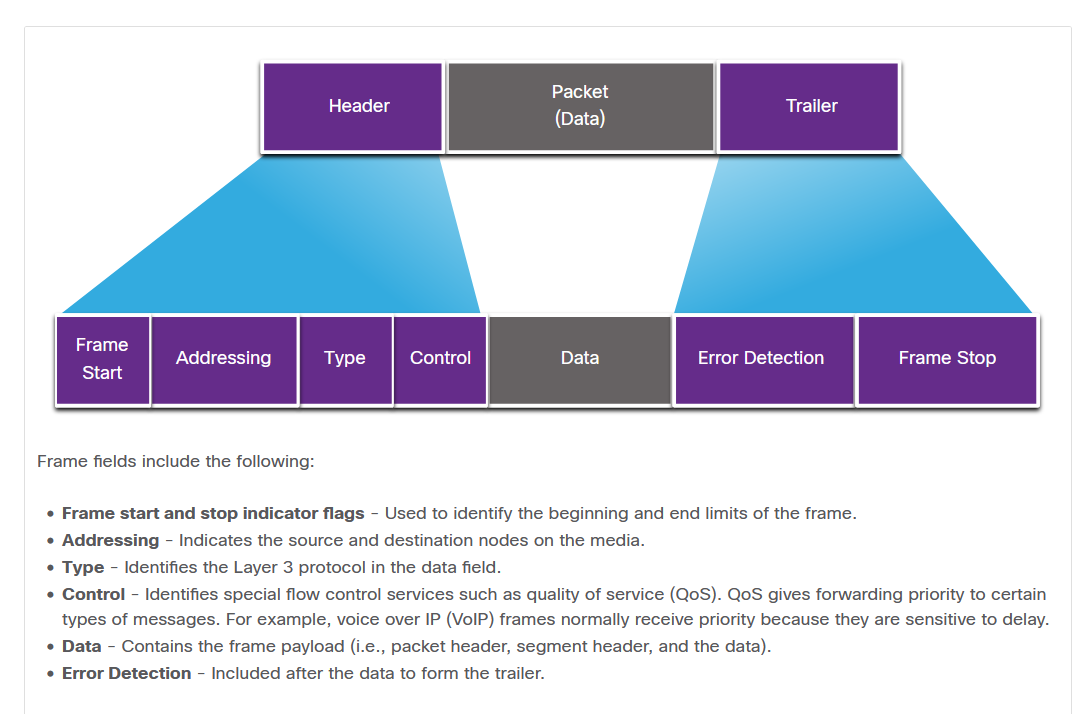 Header
Packet
(Data)
Trailer
Frame
Start
Addressing
Type
Control
Data
Error Detection
Frame Stop
Frame fields include the following:
• Frame start and stop indicator flags – Used to identify the beginning and end limits of the frame.
• Addressing – Indicates the source and destination nodes on the media.
• Type – Identifies the Layer 3 protocol in the data field.
• Control – Identifies special flow control services such as quality of service (QoS). QoS gives forwarding priority to certain
types of messages. For example, voice over IP (VoIP) frames normally receive priority because they are sensitive to delay.
• Data – Contains the frame payload (i.e., packet header, segment header, and the data).
• Error Detection – Included after the data to form the trailer.